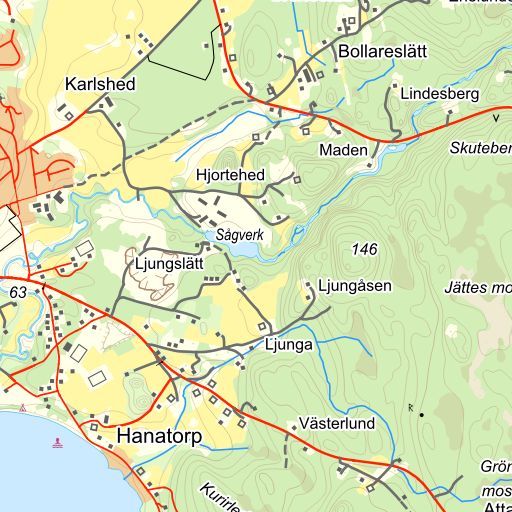 Bollareslätt
Karlshed
Lindesberg
Maden
Skuteber
Hjortehed
Sågverk
146
Ljungslätt
Ljungåsen
Jättes mo
63
Ljunga
Västerlund
Hanatorp
Grön
mos
Kurirle
Atta